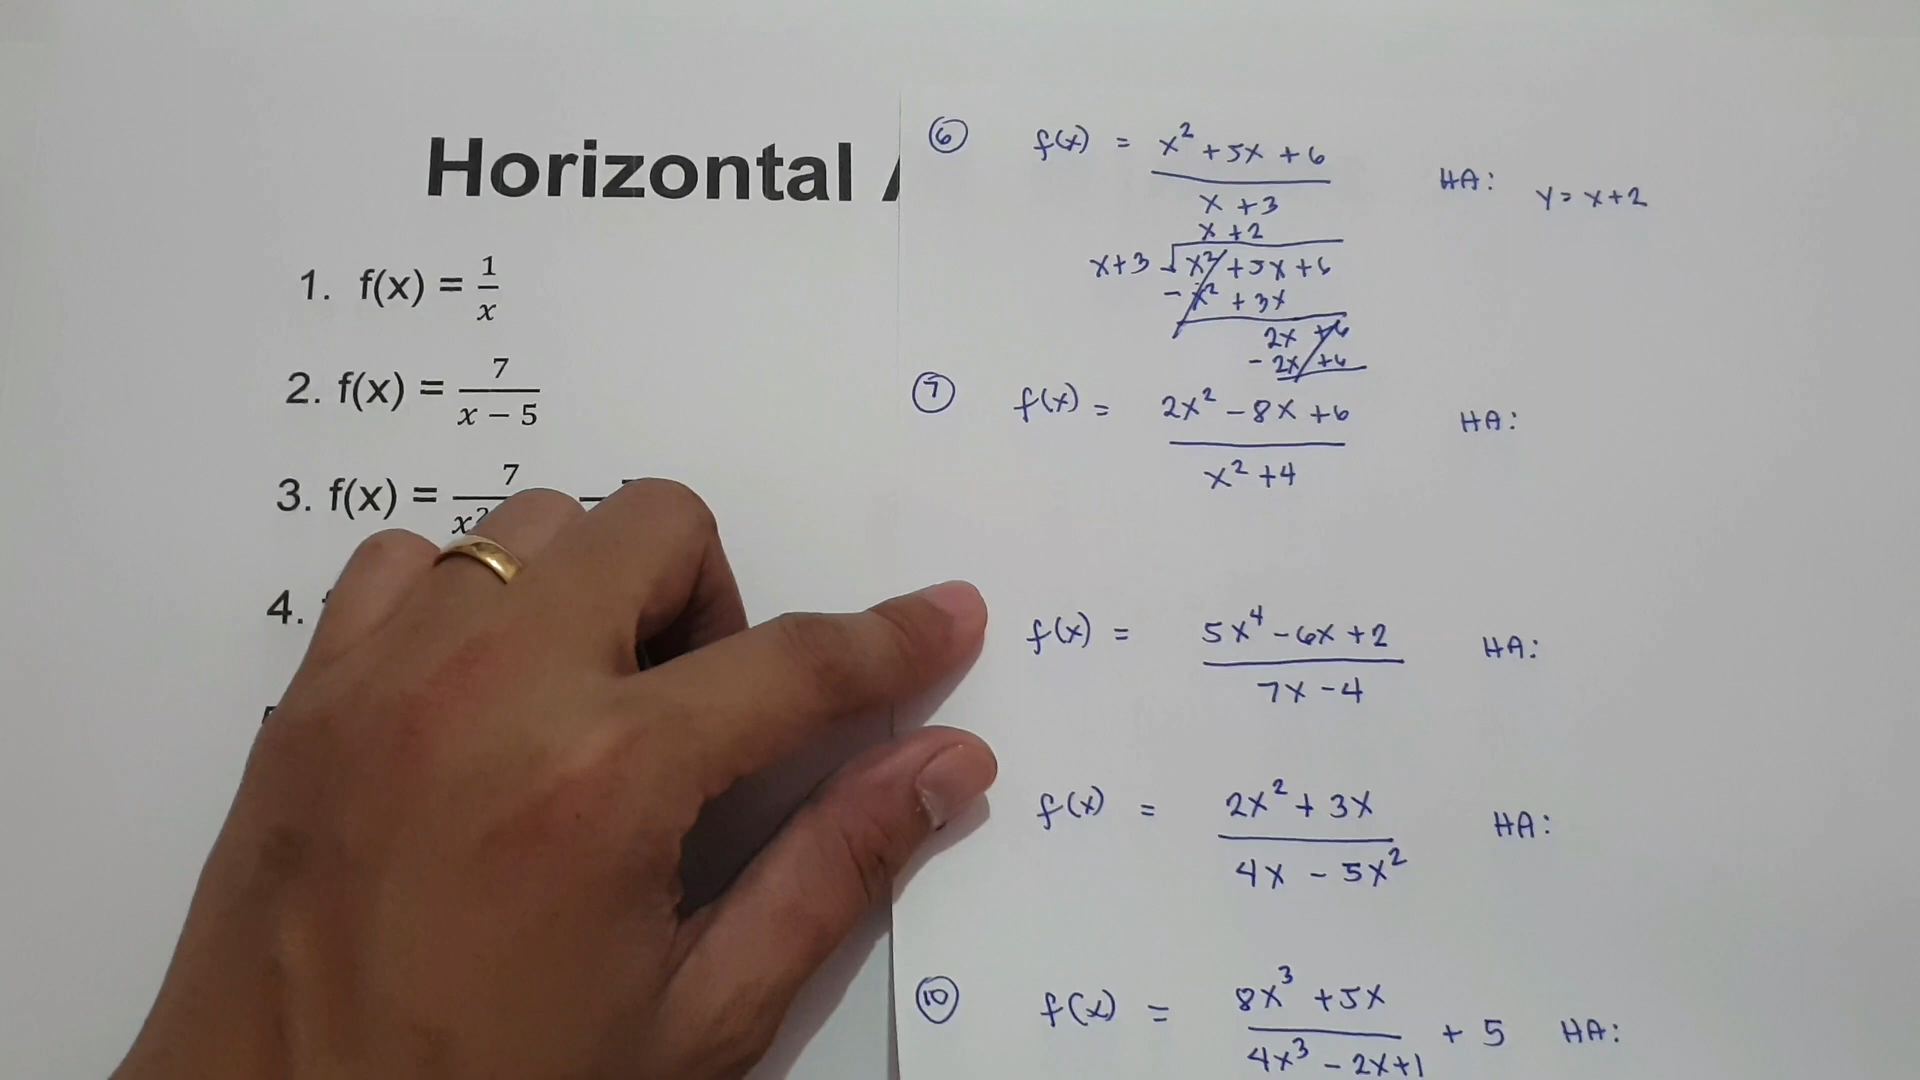 Horizontal
1. f(x) = 1/x
2. f(x) = 7/(x − 5)
3. f(x) = 7/x²
4.
⑥ f(x) = (x² + 5x + 6)/(x + 3) HA: y = x + 2
x + 2
x + 3 √ x² + 5x + 6
− x² + 3x
2x + 6
− 2x + 6
⑦ f(x) = (2x² − 8x + 6)/(x² + 4) HA:
f(x) = (5x⁴ − 6x + 2)/(7x − 4) HA:
f(x) = (2x² + 3x)/(4x − 5x²) HA:
⑩ f(x) = (8x³ + 5x)/(4x³ − 2x + 1) + 5 HA: